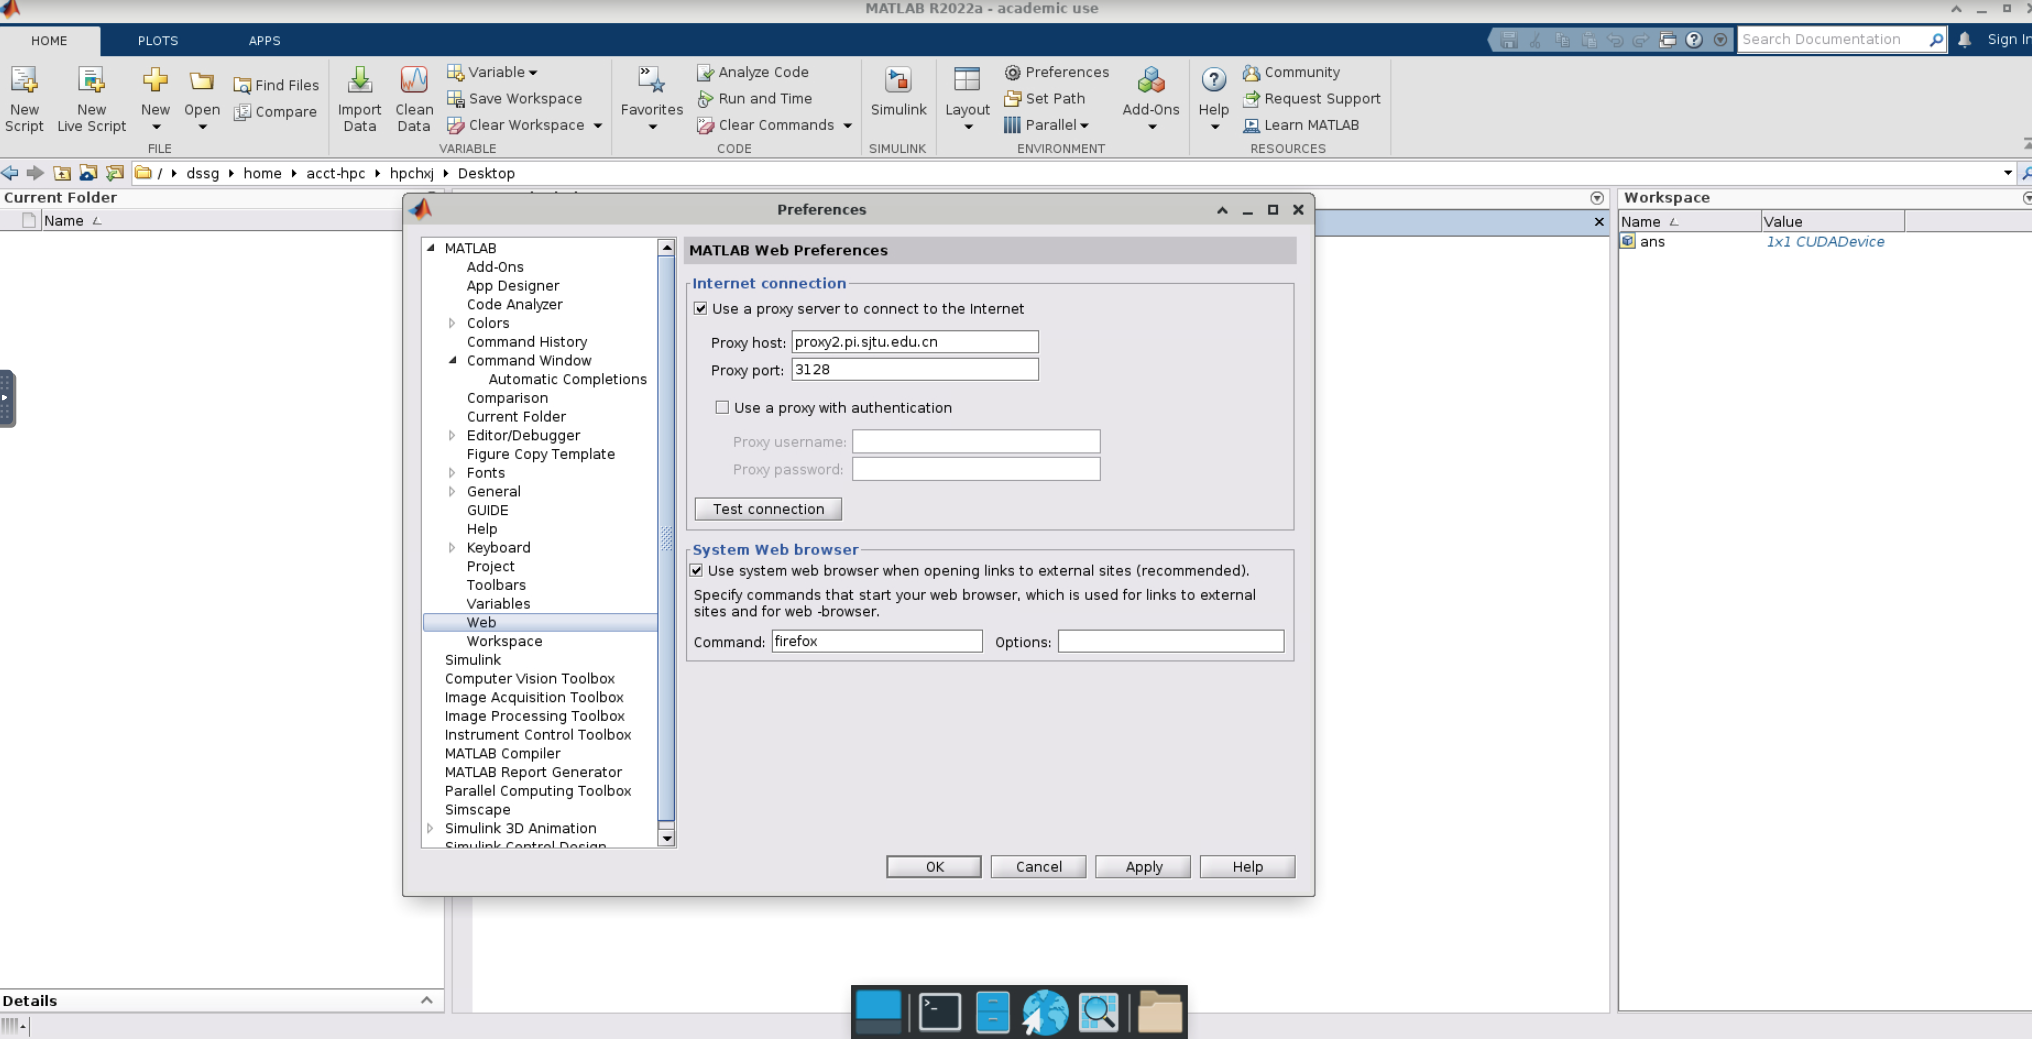 MATLAB R2022a - academic use
HOME PLOTS APPS
Search Documentation
Sign In
New Script
New Live Script
New
Open
Find Files
Compare
FILE
Import Data
Clean Data
Variable
Save Workspace
Clear Workspace
VARIABLE
Favorites
Analyze Code
Run and Time
Clear Commands
CODE
Simulink
SIMULINK
Layout
Preferences
Set Path
Parallel
Add-Ons
ENVIRONMENT
Help
Community
Request Support
Learn MATLAB
RESOURCES
/ dssg home acct-hpc hpchxj Desktop
Current Folder
Name
Workspace
Name Value
ans 1x1 CUDADevice
Preferences
MATLAB
Add-Ons
App Designer
Code Analyzer
Colors
Command History
Command Window
Automatic Completions
Comparison
Current Folder
Editor/Debugger
Figure Copy Template
Fonts
General
GUIDE
Help
Keyboard
Project
Toolbars
Variables
Web
Workspace
Simulink
Computer Vision Toolbox
Image Acquisition Toolbox
Image Processing Toolbox
Instrument Control Toolbox
MATLAB Compiler
MATLAB Report Generator
Parallel Computing Toolbox
Simscape
Simulink 3D Animation
Simulink Control Design
MATLAB Web Preferences
Internet connection
Use a proxy server to connect to the Internet
Proxy host: proxy2.pi.sjtu.edu.cn
Proxy port: 3128
Use a proxy with authentication
Proxy username:
Proxy password:
Test connection
System Web browser
Use system web browser when opening links to external sites (recommended).
Specify commands that start your web browser, which is used for links to external
sites and for web -browser.
Command: firefox Options:
OK Cancel Apply Help
Details